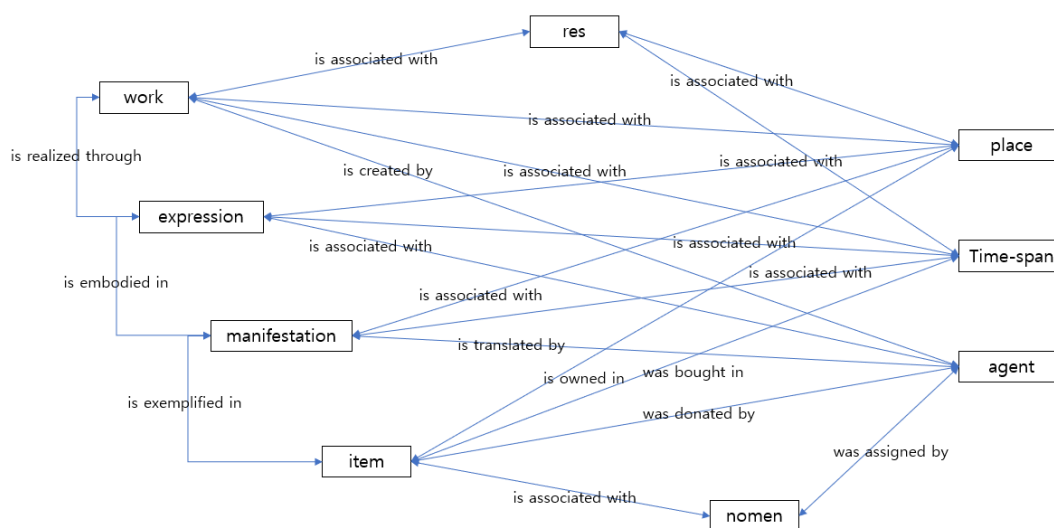 res
is associated with
is associated with
work
is associated with
is realized through
place
is associated with
is created by
is associated with
expression
is associated with
is associated with
Time-span
is embodied in
is associated with
is associated with
manifestation
is translated by
agent
is owned in
was bought in
is exemplified in
was donated by
item
was assigned by
is associated with
nomen